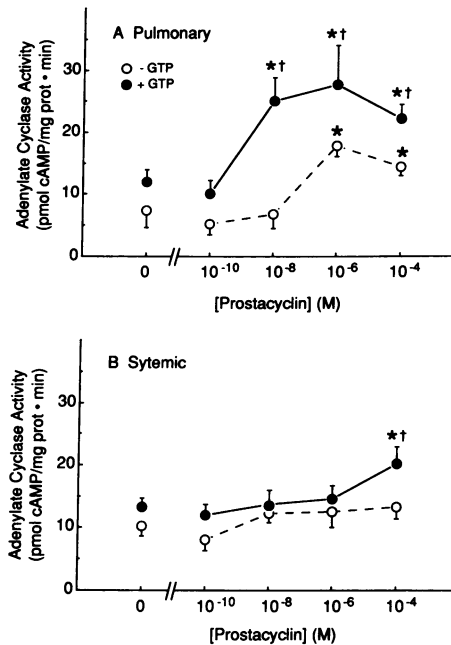 A Pulmonary
- GTP
+ GTP
Adenylate Cyclase Activity
(pmol cAMP/mg prot • min)
30
20
10
0
*†
*†
*†
*
*
0
10⁻¹⁰
10⁻⁸
10⁻⁶
10⁻⁴
[Prostacyclin] (M)
B Sytemic
Adenylate Cyclase Activity
(pmol cAMP/mg prot • min)
30
20
10
0
*†
0
10⁻¹⁰
10⁻⁸
10⁻⁶
10⁻⁴
[Prostacyclin] (M)